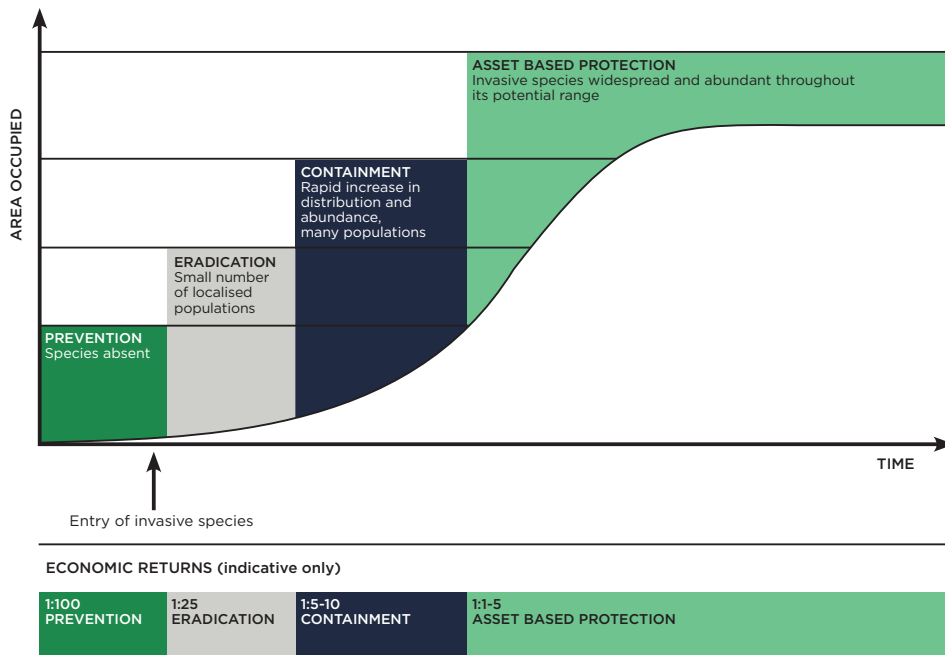 AREA OCCUPIED
ASSET BASED PROTECTION
Invasive species widespread and abundant throughout
its potential range
CONTAINMENT
Rapid increase in
distribution and
abundance,
many populations
ERADICATION
Small number
of localised
populations
PREVENTION
Species absent
TIME
Entry of invasive species
ECONOMIC RETURNS (indicative only)
1:100
PREVENTION
1:25
ERADICATION
1:5-10
CONTAINMENT
1:1-5
ASSET BASED PROTECTION